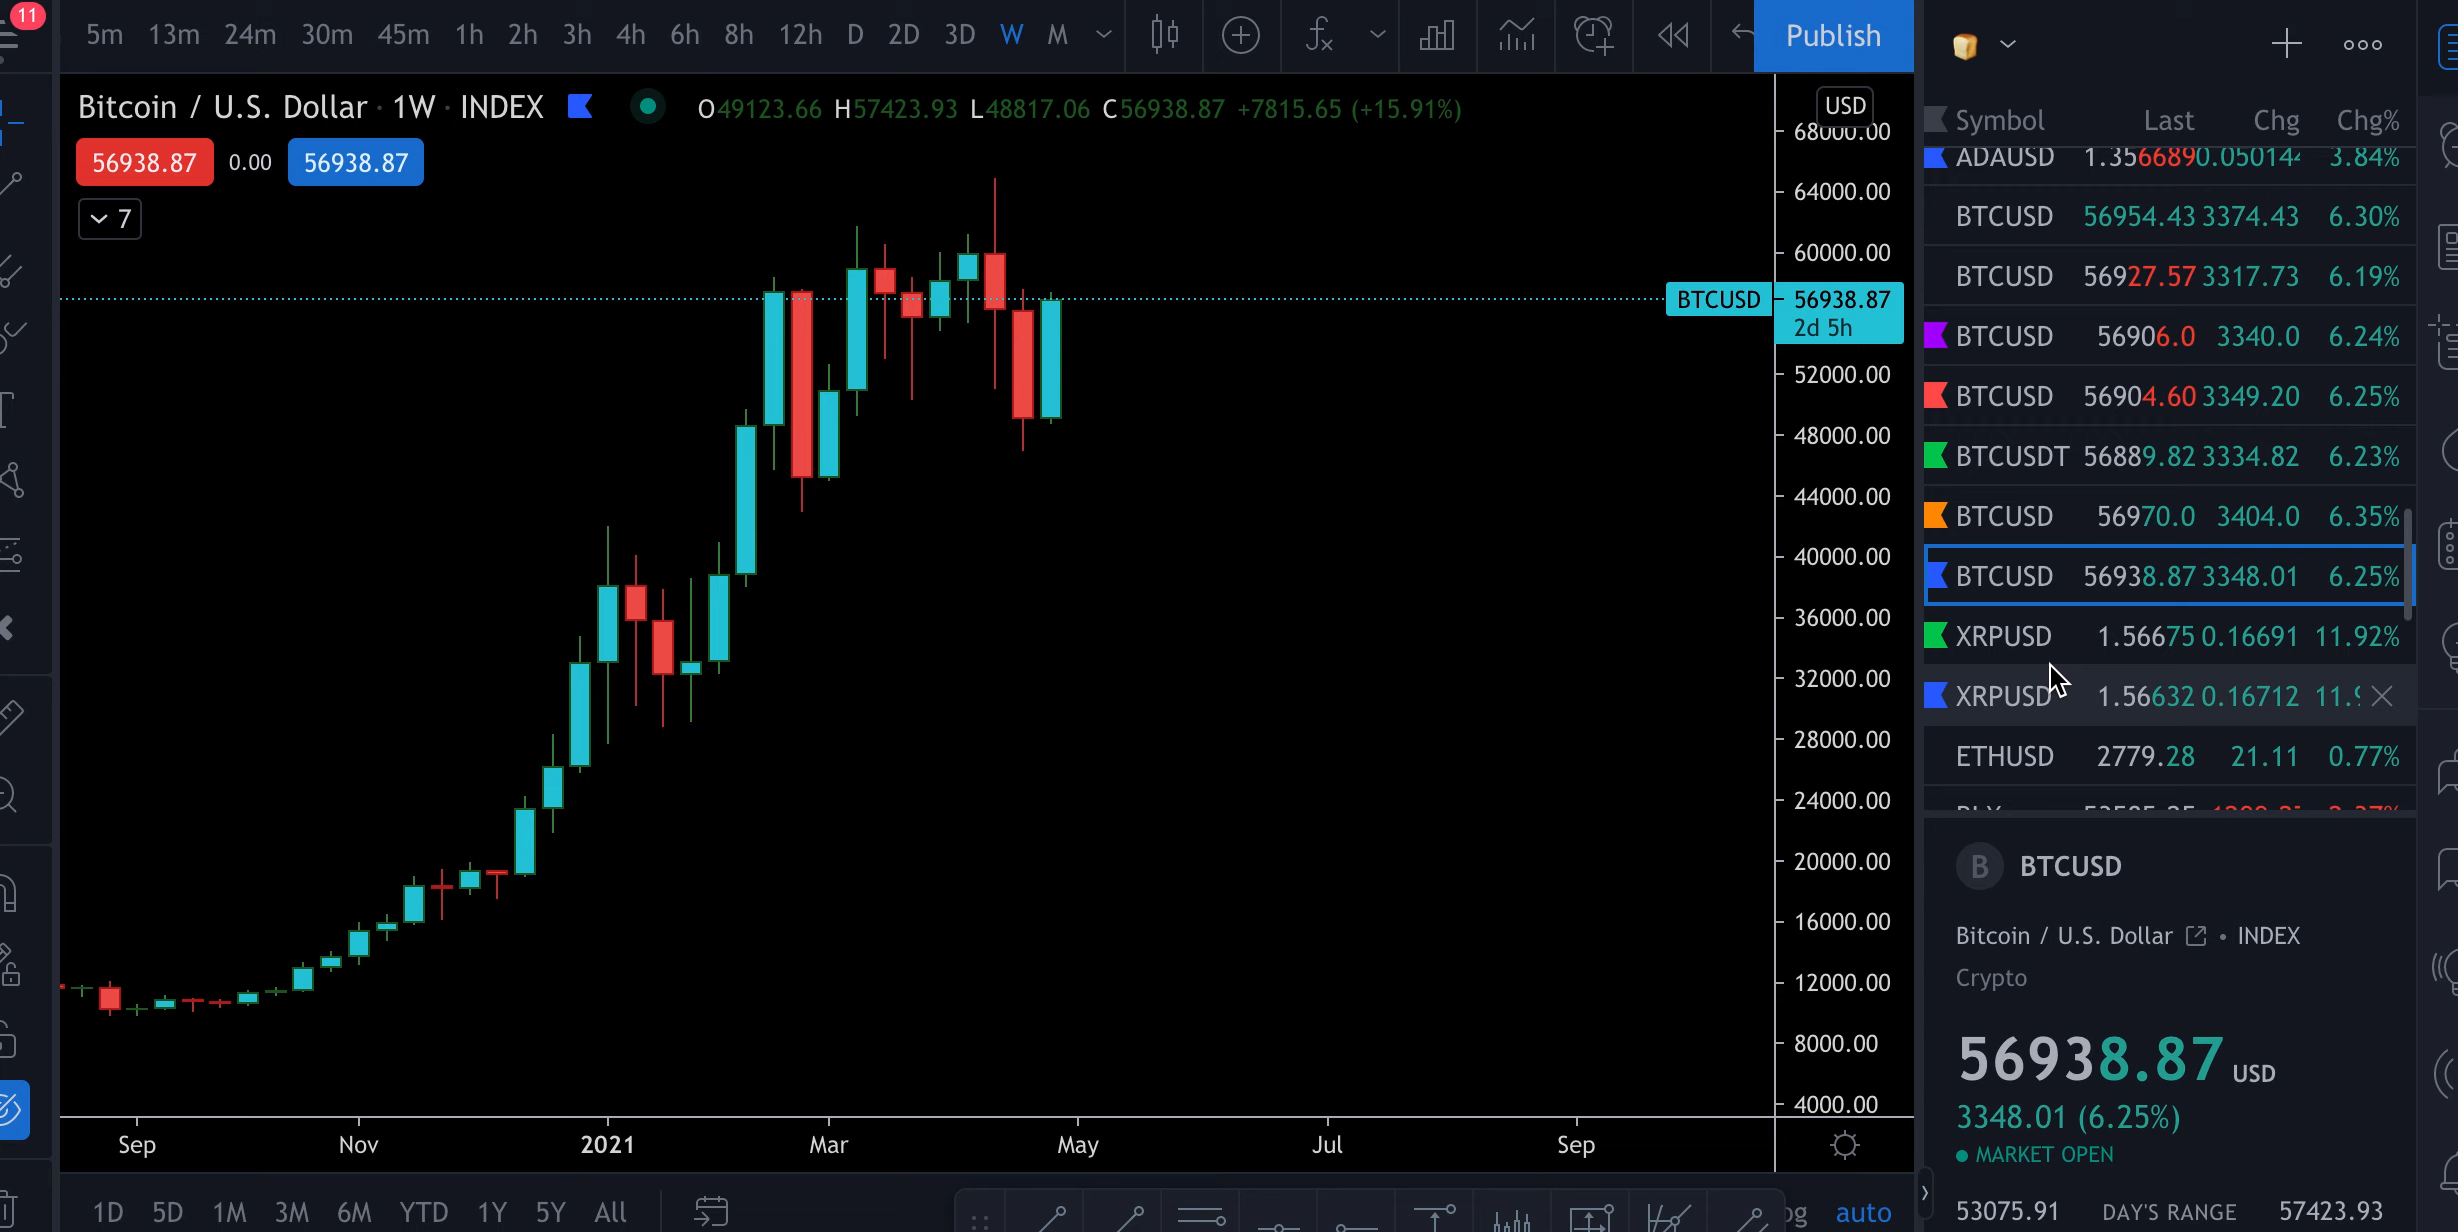 11
5m 13m 24m 30m 45m 1h 2h 3h 4h 6h 8h 12h D 2D 3D W M
Publish
Bitcoin / U.S. Dollar · 1W · INDEX
O49123.66 H57423.93 L48817.06 C56938.87 +7815.65 (+15.91%)
56938.87 0.00 56938.87
7
USD
68000.00
64000.00
60000.00
BTCUSD 56938.87
2d 5h
52000.00
48000.00
44000.00
40000.00
36000.00
32000.00
28000.00
24000.00
20000.00
16000.00
12000.00
8000.00
4000.00
Sep Nov 2021 Mar May Jul Sep
1D 5D 1M 3M 6M YTD 1Y 5Y All
auto
Symbol Last Chg Chg%
ADAUSD 1.356689 0.050144 3.84%
BTCUSD 56954.43 3374.43 6.30%
BTCUSD 56927.57 3317.73 6.19%
BTCUSD 56906.0 3340.0 6.24%
BTCUSD 56904.60 3349.20 6.25%
BTCUSDT 56889.82 3334.82 6.23%
BTCUSD 56970.0 3404.0 6.35%
BTCUSD 56938.87 3348.01 6.25%
XRPUSD 1.56675 0.16691 11.92%
XRPUSD 1.56632 0.16712 11.9
ETHUSD 2779.28 21.11 0.77%
B BTCUSD
Bitcoin / U.S. Dollar • INDEX
Crypto
56938.87 USD
3348.01 (6.25%)
MARKET OPEN
53075.91 DAY'S RANGE 57423.93